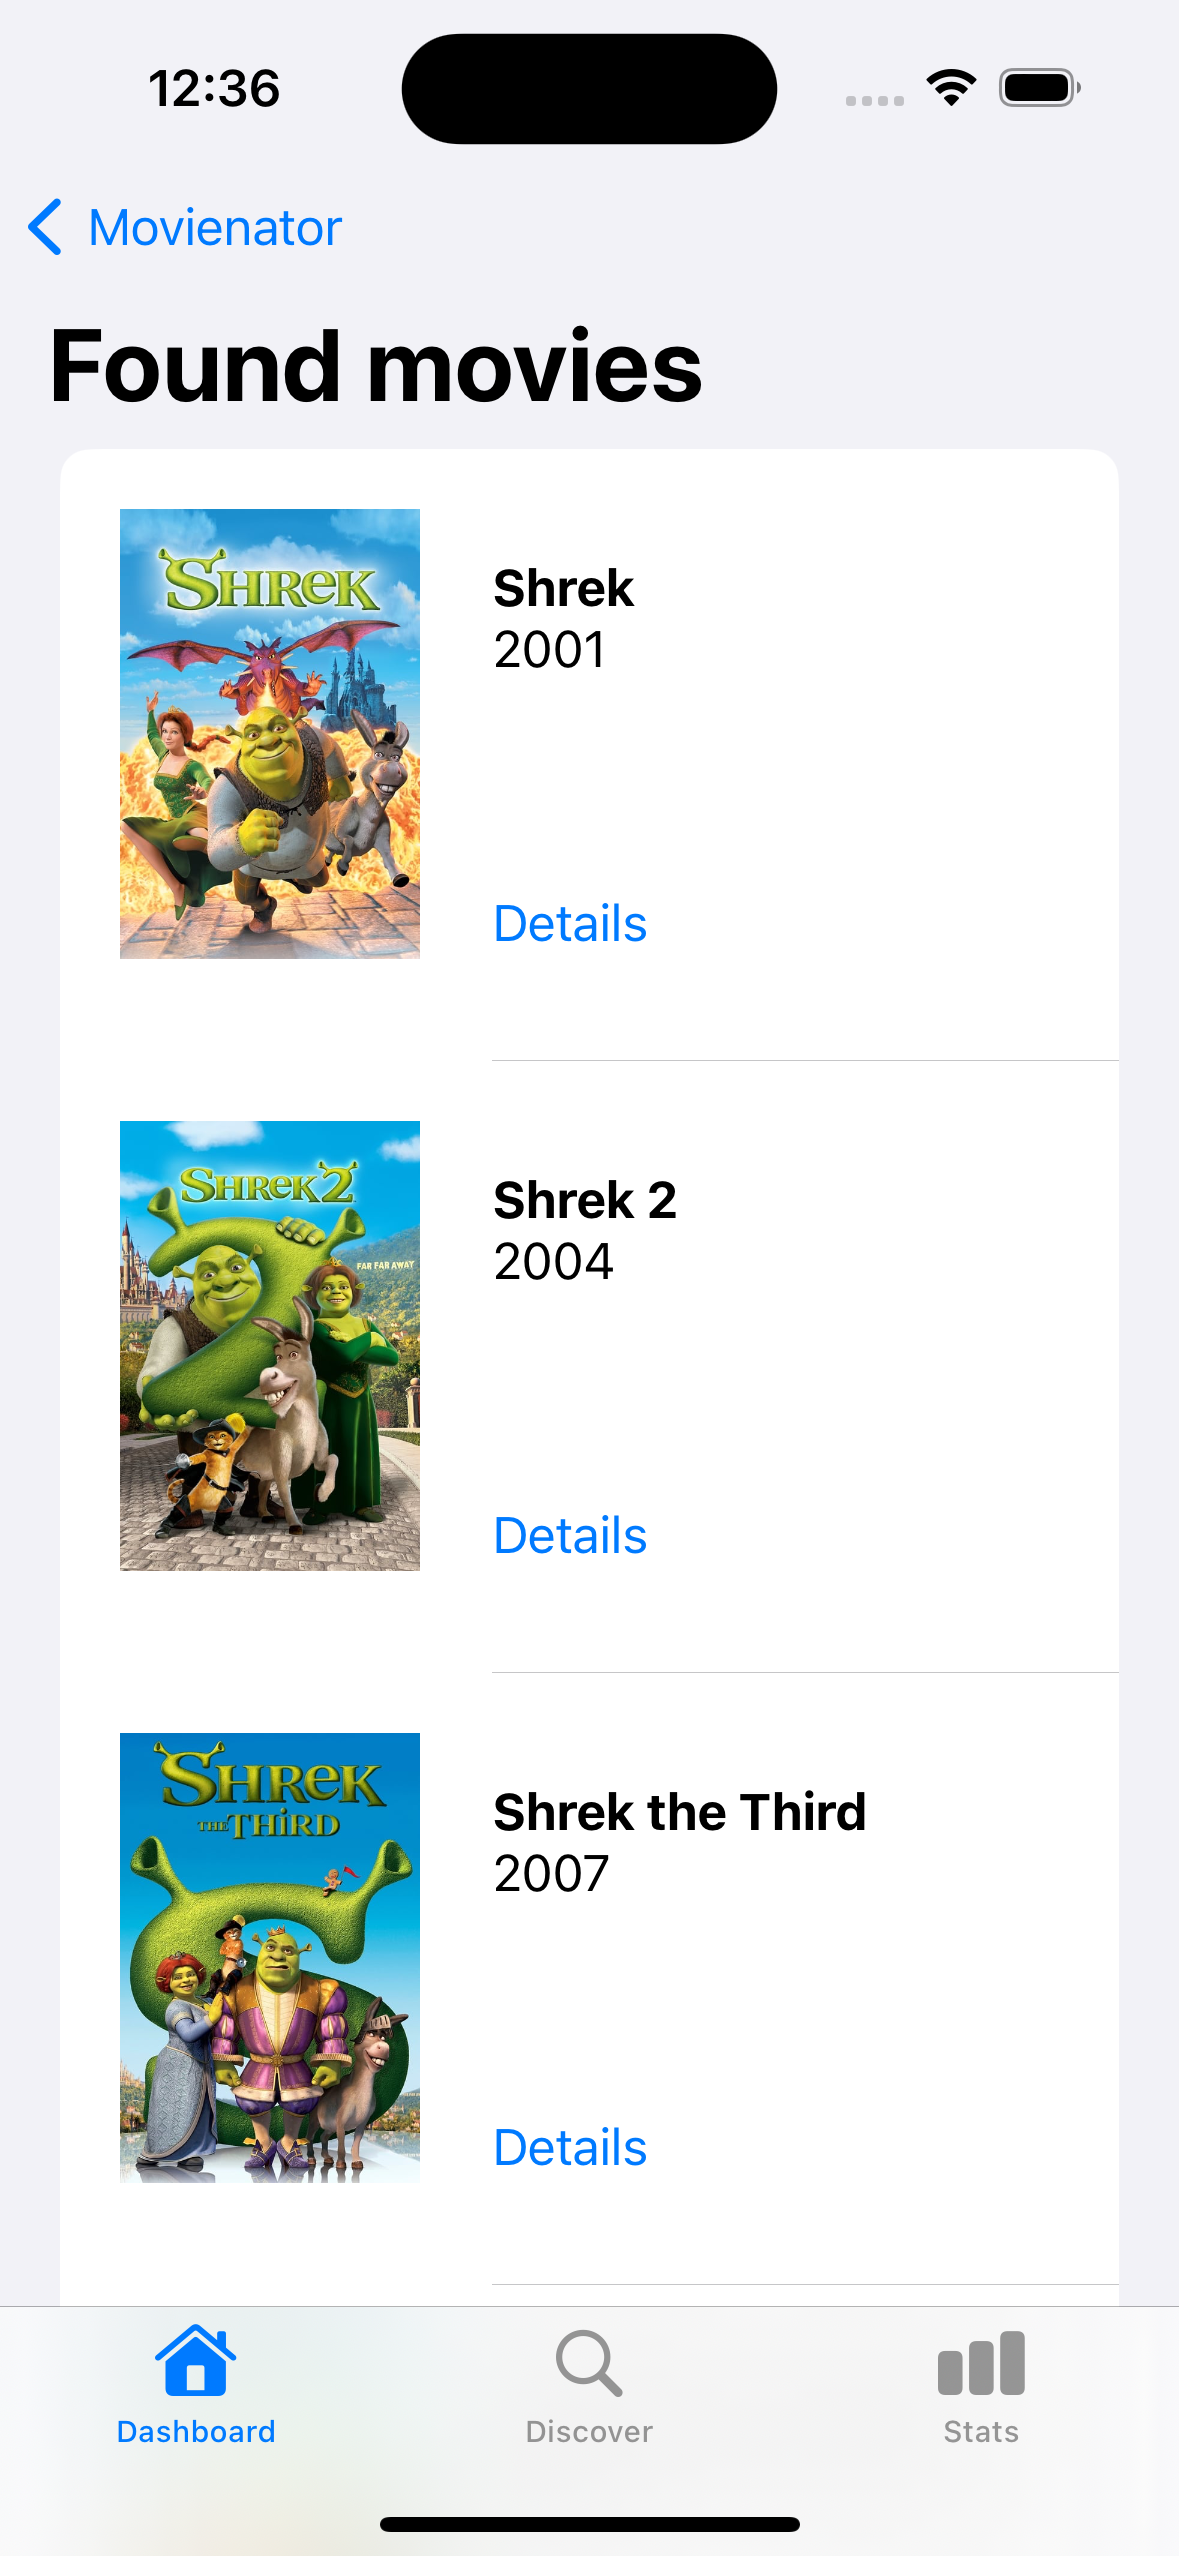 12:36
Movienator
Found movies
SHREK
Shrek
2001
Details
SHREK 2
FAR FAR AWAY
Shrek 2
2004
Details
SHREK
THE THIRD
Shrek the Third
2007
Details
Dashboard
Discover
Stats